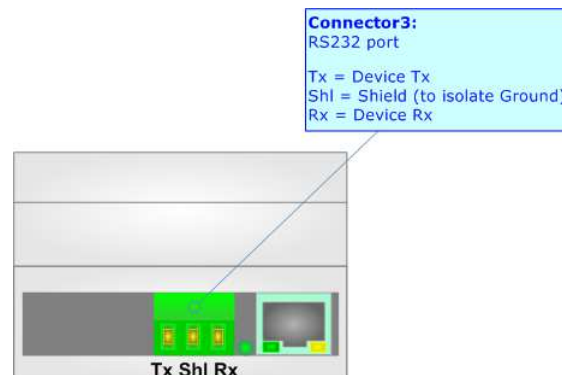 Connector3:
RS232 port
Tx = Device Tx
Shl = Shield (to isolate Ground)
Rx = Device Rx
Tx Shl Rx